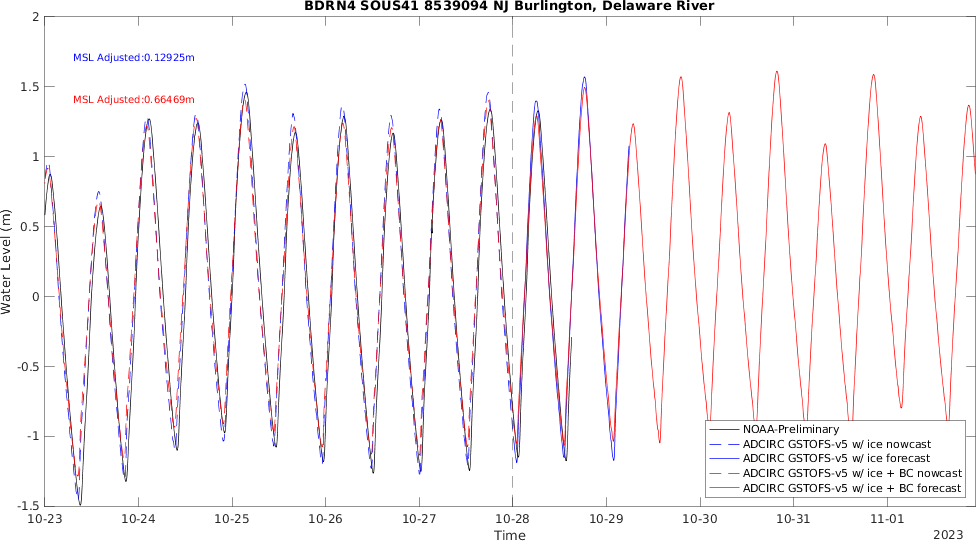 BDRN4 SOUS41 8539094 NJ Burlington, Delaware River
2
1.5
1
0.5
0
-0.5
-1
-1.5
Water Level (m)
MSL Adjusted:0.12925m
MSL Adjusted:0.66469m
NOAA-Preliminary
ADCIRC GSTOFS-v5 w/ ice nowcast
ADCIRC GSTOFS-v5 w/ ice forecast
ADCIRC GSTOFS-v5 w/ ice + BC nowcast
ADCIRC GSTOFS-v5 w/ ice + BC forecast
10-23 10-24 10-25 10-26 10-27 10-28 10-29 10-30 10-31 11-01
Time
2023